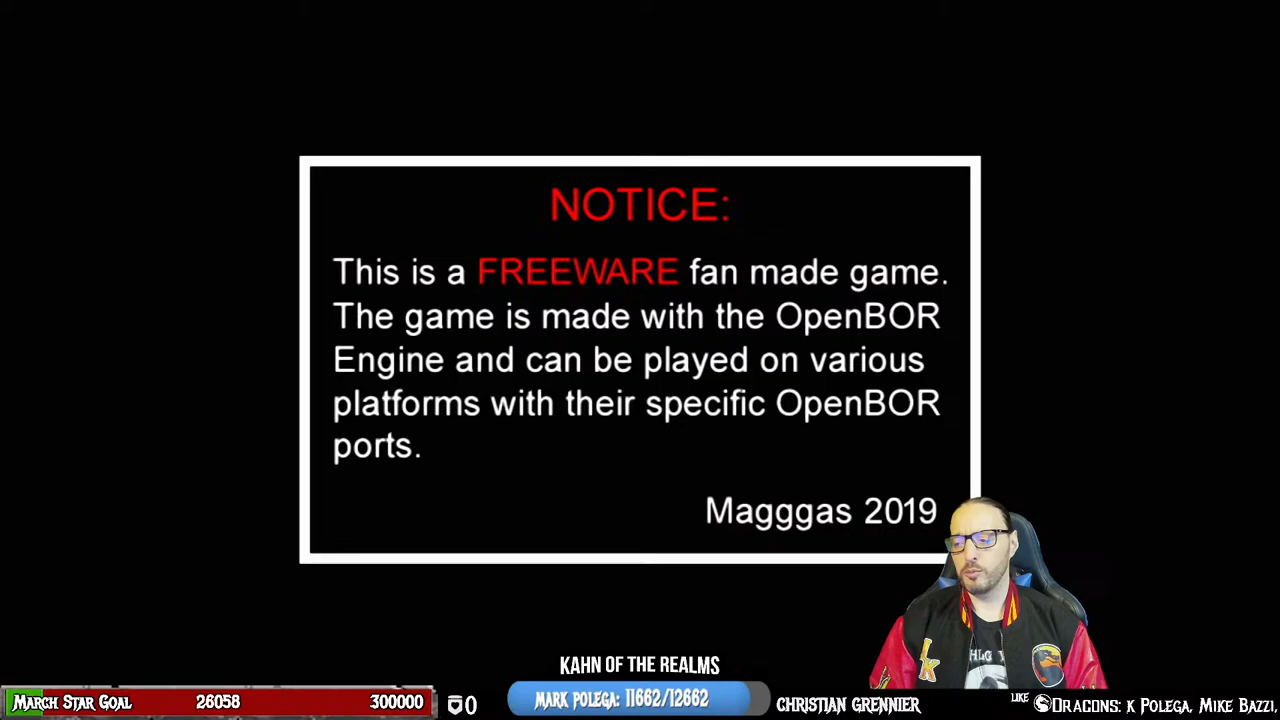 NOTICE:
This is a FREEWARE fan made game.
The game is made with the OpenBOR
Engine and can be played on various
platforms with their specific OpenBOR
ports.
Magggas 2019
KAHN OF THE REALMS
March Star Goal 26058 300000
0
Mark Polega: 11662/12662
Christian Grennier
like Dragons: K Polega, Mike Bazzi,